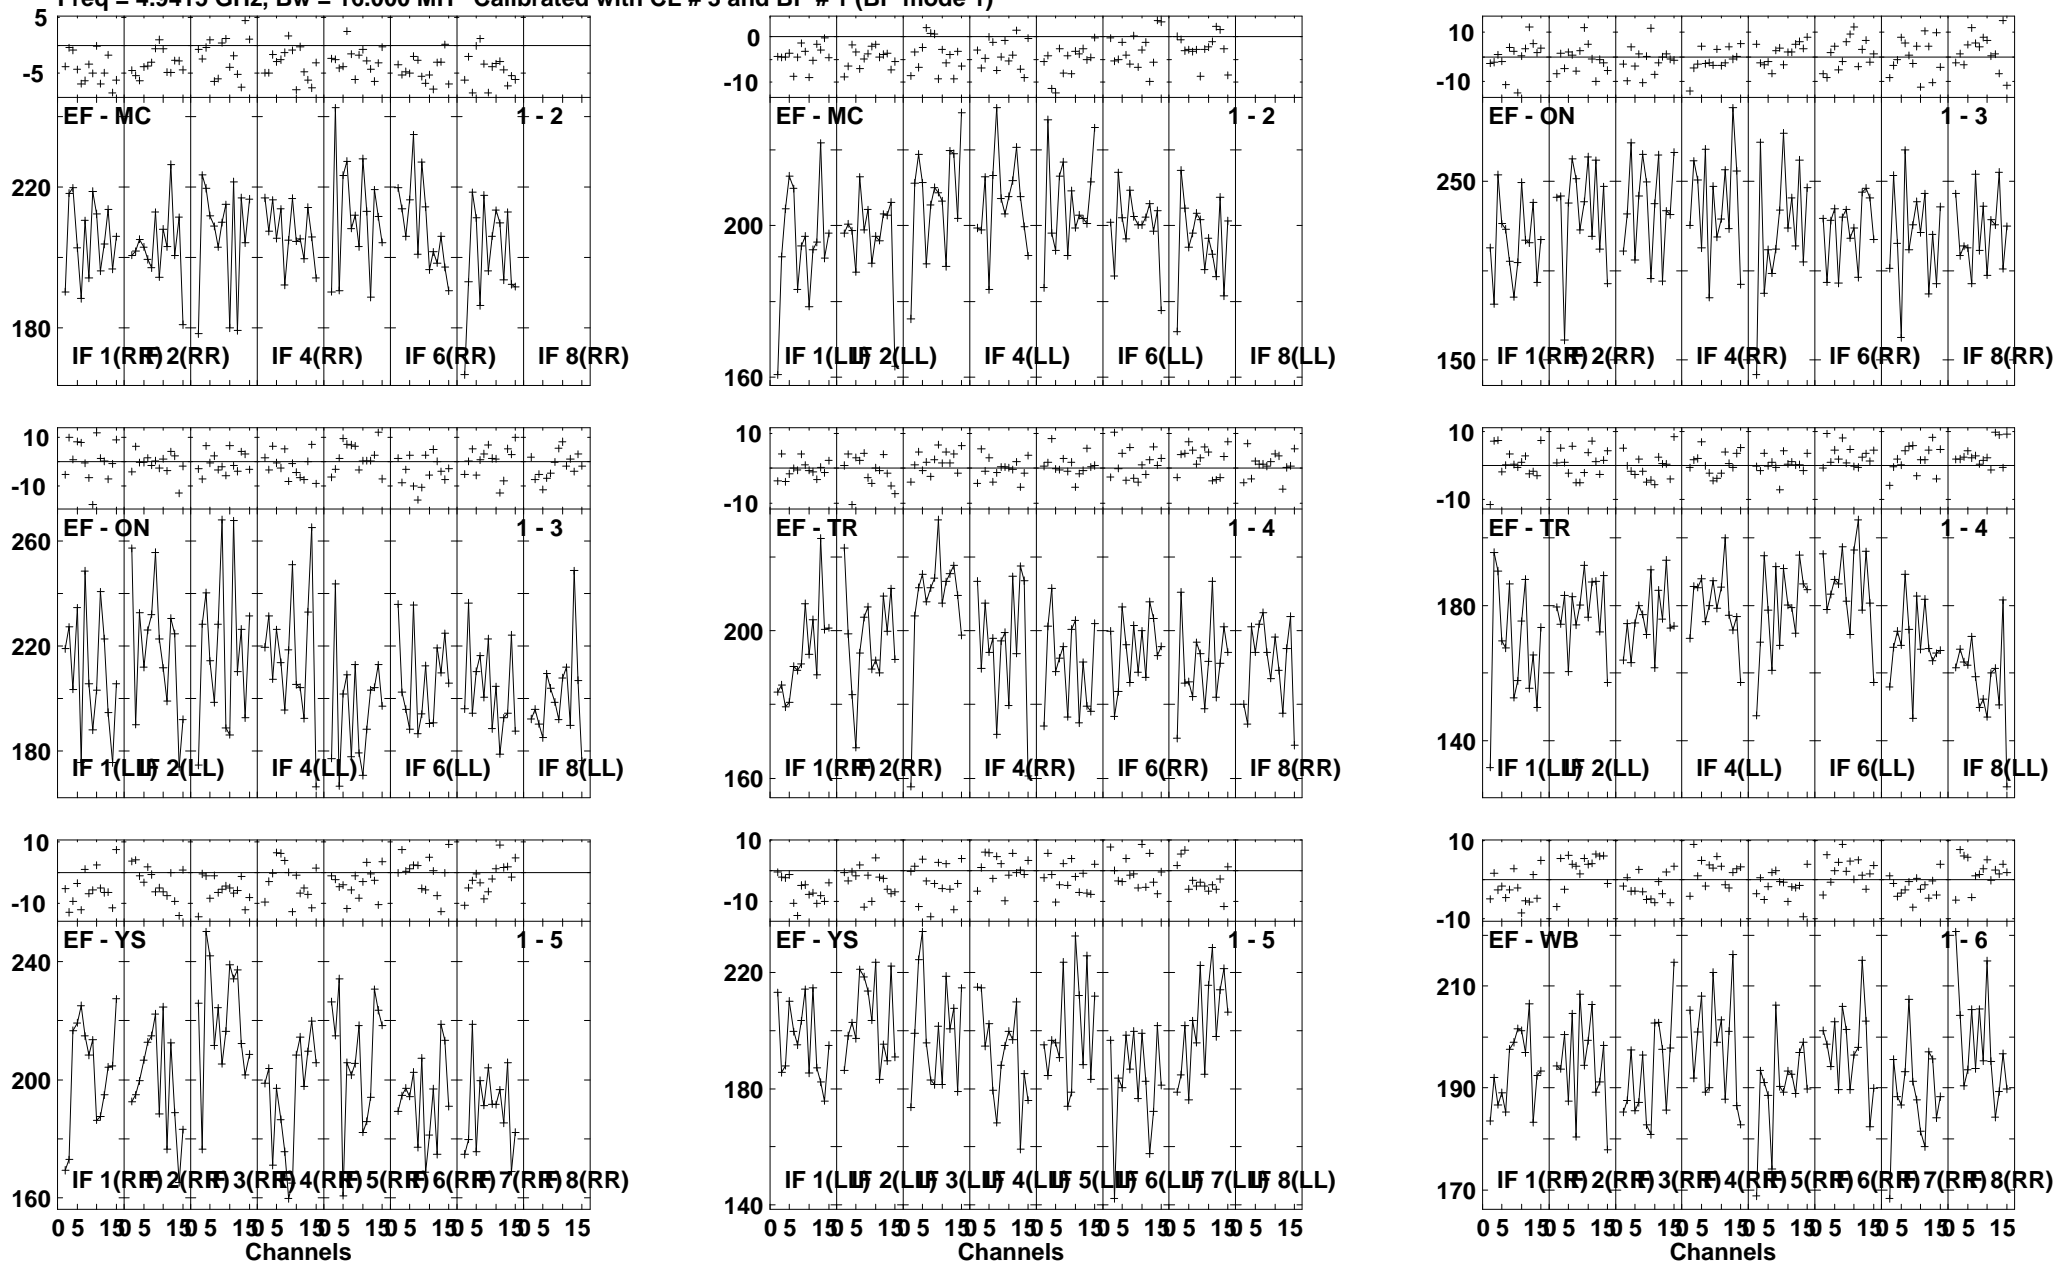 Freq = 4.9415 GHz, Bw = 16.000 MH Calibrated with CL # 3 and BP # 1 (BP mode 1)
5
-5
EF - MC 1 - 2
220
180
IF 1(RR) IF 2(RR) IF 4(RR) IF 6(RR) IF 8(RR)
0
-10
EF - MC 1 - 2
200
160
IF 1(LL) IF 2(LL) IF 4(LL) IF 6(LL) IF 8(LL)
10
-10
EF - ON 1 - 3
250
150
IF 1(RR) IF 2(RR) IF 4(RR) IF 6(RR) IF 8(RR)
10
-10
EF - ON 1 - 3
260
220
180
IF 1(LL) IF 2(LL) IF 4(LL) IF 6(LL) IF 8(LL)
10
-10
EF - TR 1 - 4
200
160
IF 1(RR) IF 2(RR) IF 4(RR) IF 6(RR) IF 8(RR)
10
-10
EF - TR 1 - 4
180
140
IF 1(LL) IF 2(LL) IF 4(LL) IF 6(LL) IF 8(LL)
10
-10
EF - YS 1 - 5
240
200
160
IF 1(RR) IF 2(RR) IF 3(RR) IF 4(RR) IF 5(RR) IF 6(RR) IF 7(RR) IF 8(RR)
0 5 15 0 5 15 0 5 15 0 5 15 0 5 15 0 5 15 0 5 15 0 5 15
Channels
10
-10
EF - YS 1 - 5
220
180
140
IF 1(LL) IF 2(LL) IF 3(LL) IF 4(LL) IF 5(LL) IF 6(LL) IF 7(LL) IF 8(LL)
0 5 15 0 5 15 0 5 15 0 5 15 0 5 15 0 5 15 0 5 15 0 5 15
Channels
10
-10
EF - WB 1 - 6
210
190
170
IF 1(RR) IF 2(RR) IF 3(RR) IF 4(RR) IF 5(RR) IF 6(RR) IF 7(RR) IF 8(RR)
0 5 15 0 5 15 0 5 15 0 5 15 0 5 15 0 5 15 0 5 15 0 5 15
Channels